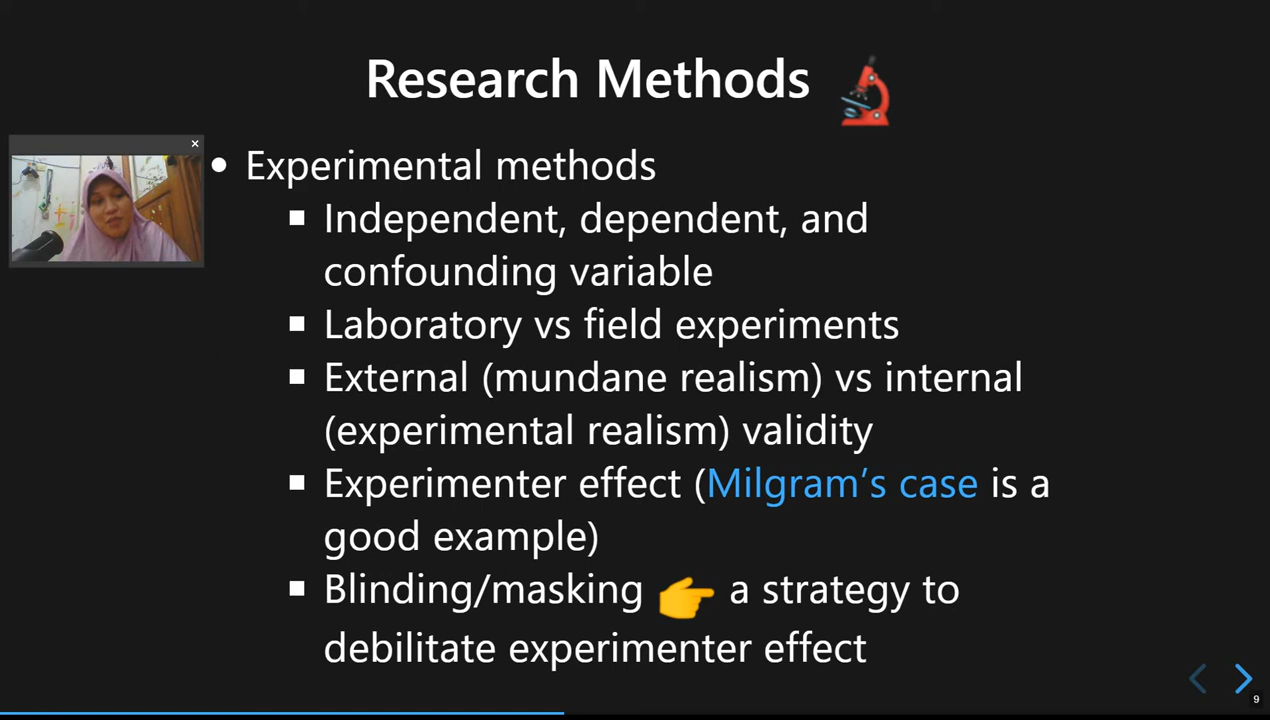 Research Methods
Experimental methods
Independent, dependent, and
confounding variable
Laboratory vs field experiments
External (mundane realism) vs internal
(experimental realism) validity
Experimenter effect (Milgram's case is a
good example)
Blinding/masking 👉 a strategy to
debilitate experimenter effect
9